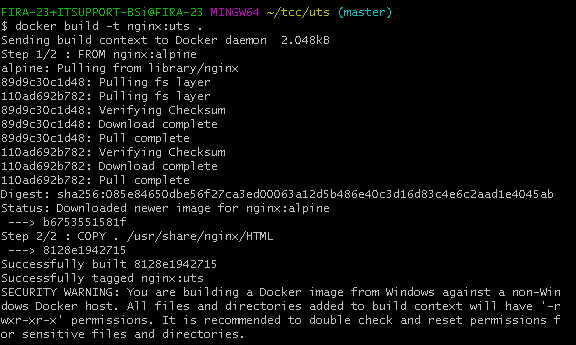 FIRA-23+ITSUPPORT-BSi@FIRA-23 MINGW64 ~/tcc/uts (master)
$ docker build -t nginx:uts .
Sending build context to Docker daemon  2.048kB
Step 1/2 : FROM nginx:alpine
alpine: Pulling from library/nginx
89d9c30c1d48: Pulling fs layer
110ad692b782: Pulling fs layer
89d9c30c1d48: Verifying Checksum
89d9c30c1d48: Download complete
89d9c30c1d48: Pull complete
110ad692b782: Verifying Checksum
110ad692b782: Download complete
110ad692b782: Pull complete
Digest: sha256:085e84650dbe56f27ca3ed00063a12d5b486e40c3d16d83c4e6c2aad1e4045ab
Status: Downloaded newer image for nginx:alpine
 ---> b6753551581f
Step 2/2 : COPY . /usr/share/nginx/HTML
 ---> 8128e1942715
Successfully built 8128e1942715
Successfully tagged nginx:uts
SECURITY WARNING: You are building a Docker image from Windows against a non-Win
dows Docker host. All files and directories added to build context will have '-r
wxr-xr-x' permissions. It is recommended to double check and reset permissions f
or sensitive files and directories.